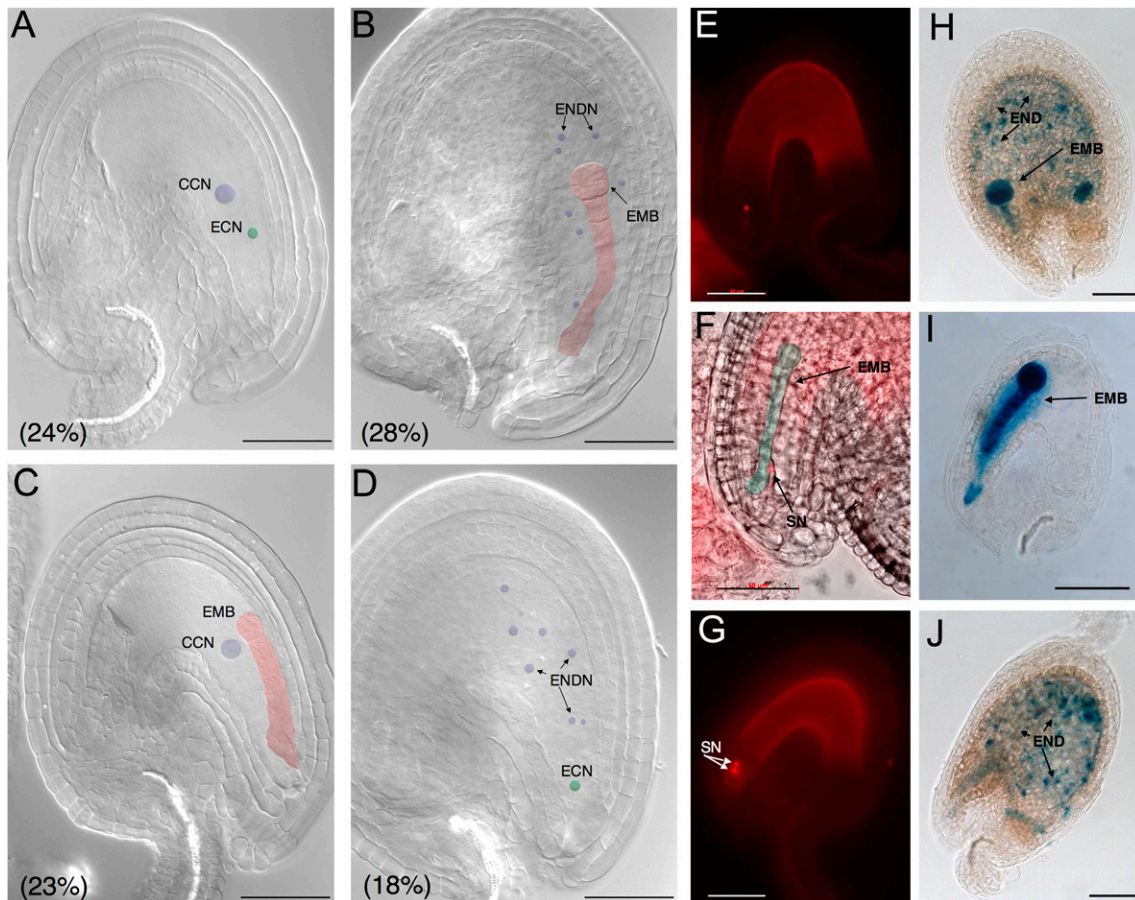 A
CCN
ECN
(24%)
B
ENDN
EMB
(28%)
C
EMB
CCN
(23%)
D
ENDN
ECN
(18%)
E
F
EMB
SN
G
SN
H
END
EMB
I
EMB
J
END